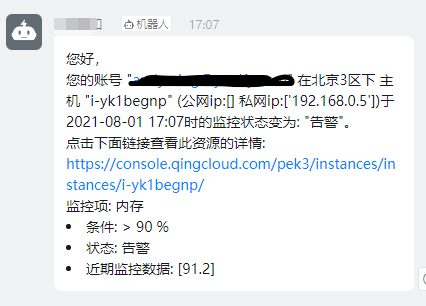 机器人 17:07
您好，
您的账号 " " 在北京3区下 主
机 "i-yk1begnp" (公网ip:[] 私网ip:['192.168.0.5'])于
2021-08-01 17:07时的监控状态变为: "告警"。
点击下面链接查看此资源的详情:
https://console.qingcloud.com/pek3/instances/in
stances/i-yk1begnp/
监控项: 内存
• 条件: > 90 %
• 状态: 告警
• 近期监控数据: [91.2]